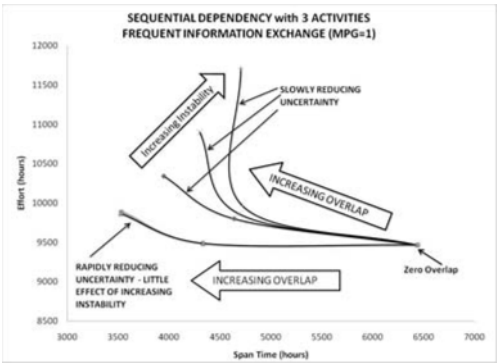 SEQUENTIAL DEPENDENCY with 3 ACTIVITIES
FREQUENT INFORMATION EXCHANGE (MPG=1)
12000
11500
11000
10500
10000
9500
9000
8500
Effort (hours)
Increasing Instability
SLOWLY REDUCING
UNCERTAINTY
INCREASING OVERLAP
Zero Overlap
RAPIDLY REDUCING
UNCERTAINTY - LITTLE
EFFECT OF INCREASING
INSTABILITY
INCREASING OVERLAP
3000 3500 4000 4500 5000 5500 6000 6500 7000
Span Time (hours)